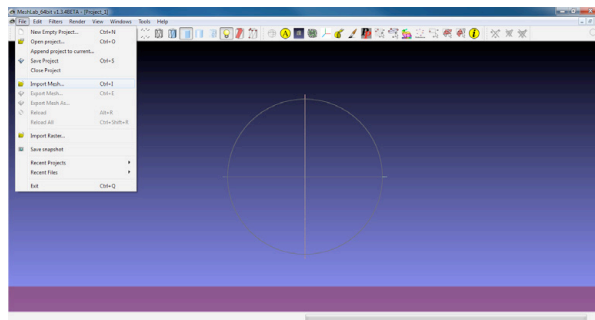 MeshLab_64bit v1.3.4BETA - [Project_1]
File Edit Filters Render View Windows Tools Help
New Empty Project... Ctrl+N
Open project... Ctrl+O
Append project to current...
Save Project Ctrl+S
Close Project
Import Mesh... Ctrl+I
Export Mesh... Ctrl+E
Export Mesh As...
Reload Alt+R
Reload All Ctrl+Shift+R
Import Raster...
Save snapshot
Recent Projects
Recent Files
Exit Ctrl+Q